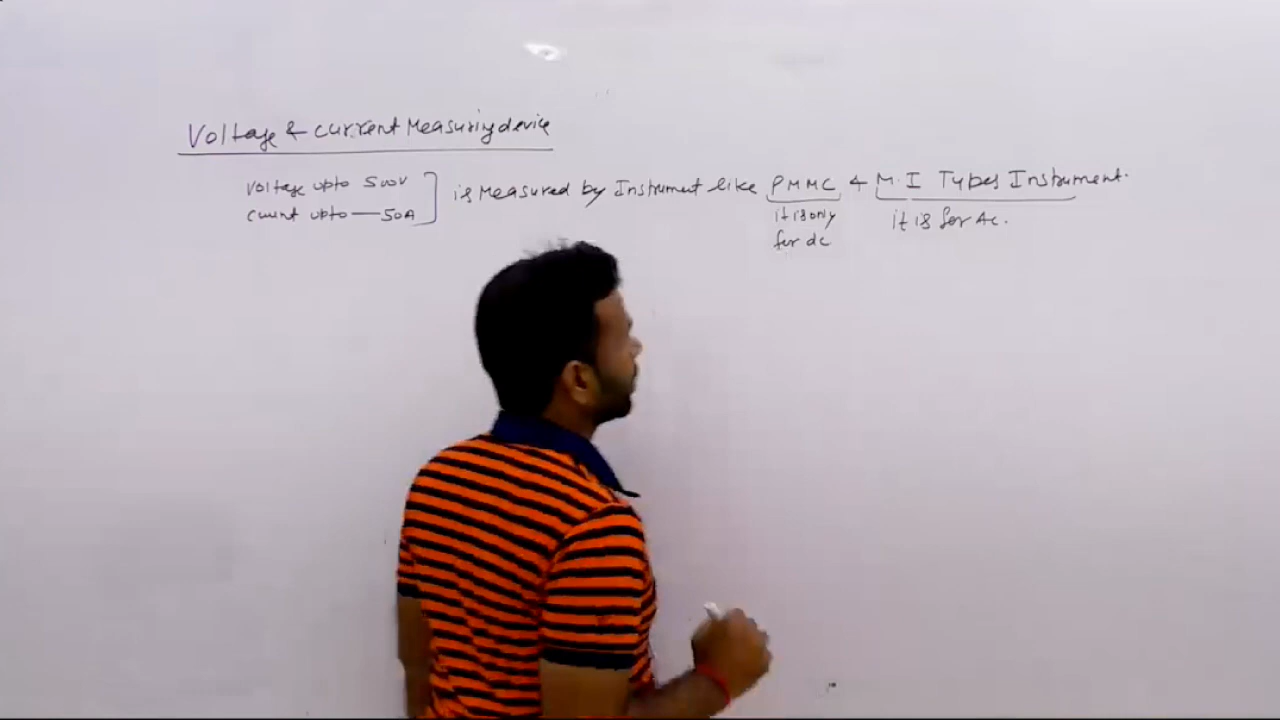 Voltage & current Measuring device
Voltage upto 500V
Current upto — 50A
is Measured by Instrument like PMMC & M.I Types Instrument.
it is only
for dc
it is for Ac.